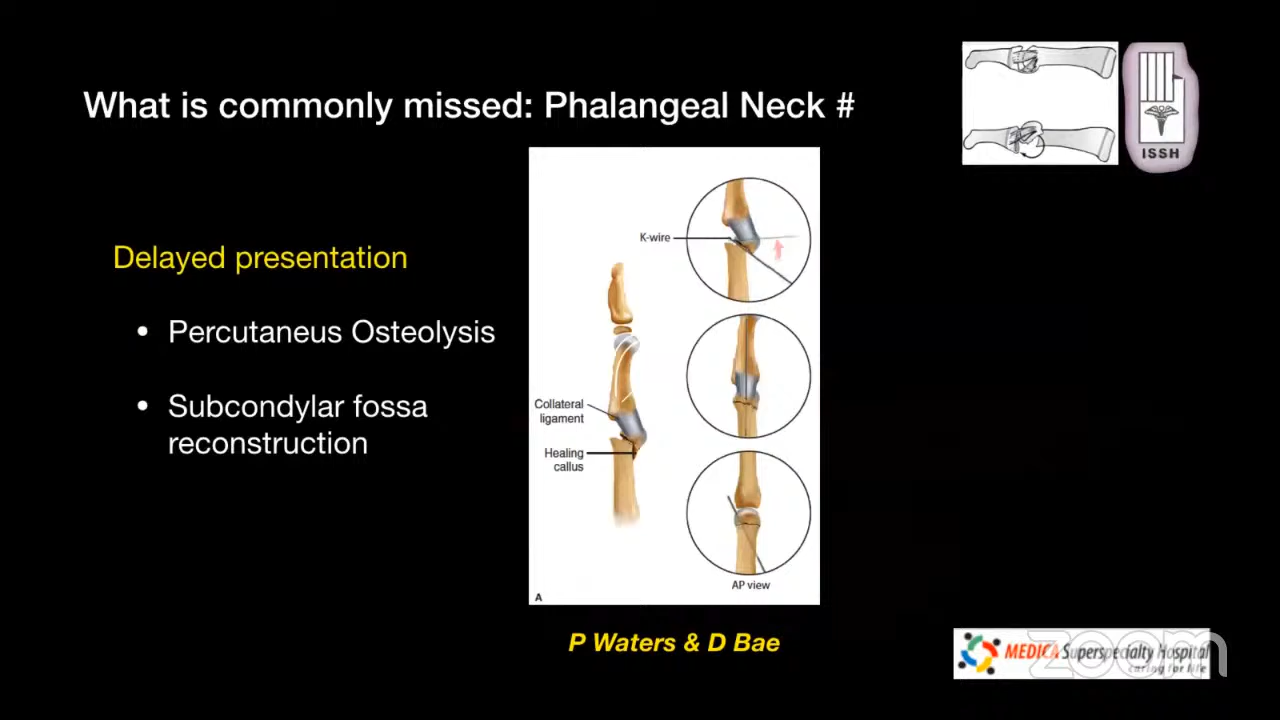 What is commonly missed: Phalangeal Neck #
ISSH
Delayed presentation
• Percutaneus Osteolysis
• Subcondylar fossa
reconstruction
K-wire
Collateral
ligament
Healing
callus
AP view
A
P Waters & D Bae
MEDICA Superspecialty Hospital
caring for life
zoom